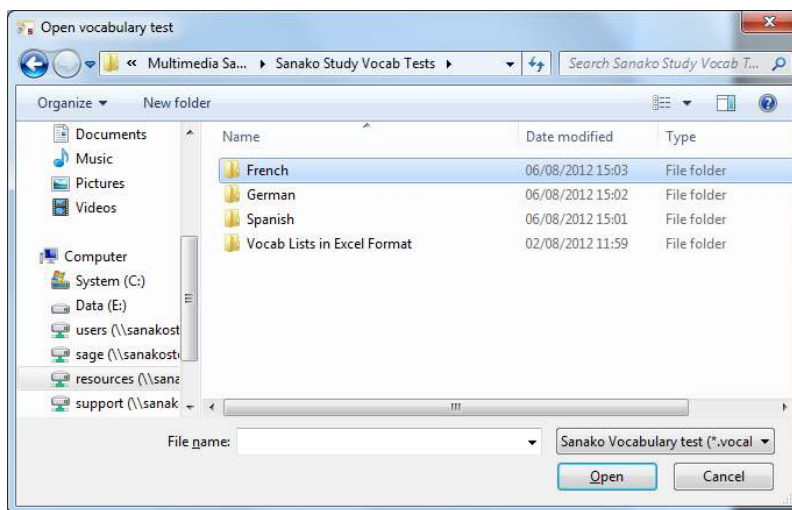 Open vocabulary test
« Multimedia Sa... ▸ Sanako Study Vocab Tests ▸
Search Sanako Study Vocab T...
Organize ▾ New folder
Documents
Music
Pictures
Videos
Computer
System (C:)
Data (E:)
users (\\sanakost
sage (\\sanakost
resources (\\sana
support (\\sanak
Name Date modified Type
French 06/08/2012 15:03 File folder
German 06/08/2012 15:02 File folder
Spanish 06/08/2012 15:01 File folder
Vocab Lists in Excel Format 02/08/2012 11:59 File folder
File name:
Sanako Vocabulary test (*.vocal
Open Cancel